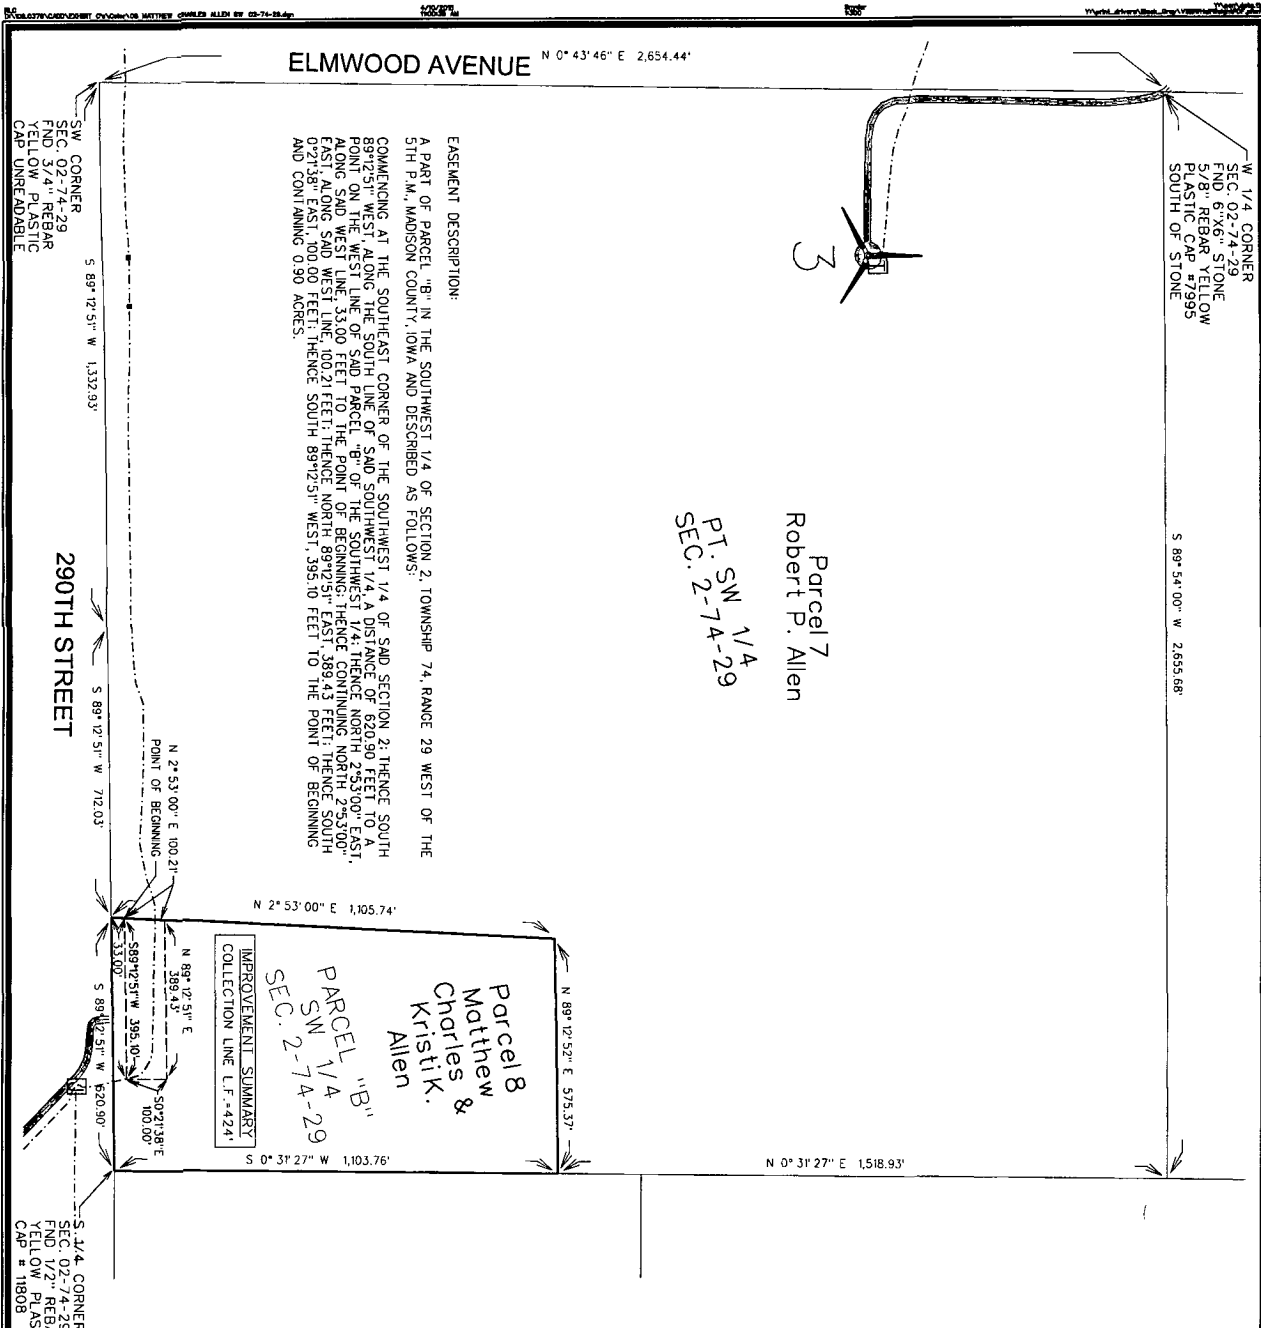 ELMWOOD AVENUE
N 0° 43' 46" E 2,654.44'
W 1/4 CORNER
SEC. 02-74-29
FND 6"X6" STONE
5/8" REBAR YELLOW
PLASTIC CAP #7995
SOUTH OF STONE
SW CORNER
SEC. 02-74-29
FND 3/4" REBAR
YELLOW PLASTIC
CAP UNREADABLE
3
EASEMENT DESCRIPTION:
A PART OF PARCEL "B" IN THE SOUTHWEST 1/4 OF SECTION 2, TOWNSHIP 74, RANGE 29 WEST OF THE
5TH P.M., MADISON COUNTY, IOWA AND DESCRIBED AS FOLLOWS:
COMMENCING AT THE SOUTHEAST CORNER OF THE SOUTHWEST 1/4 OF SAID SECTION 2; THENCE SOUTH
89°12'51" WEST, ALONG THE SOUTH LINE OF SAID SOUTHWEST 1/4, A DISTANCE OF 620.90 FEET TO A
POINT ON THE WEST LINE OF SAID PARCEL "B" OF THE SOUTHWEST 1/4; THENCE NORTH 2°53'00" EAST,
ALONG SAID WEST LINE, 33.00 FEET TO THE POINT OF BEGINNING; THENCE CONTINUING NORTH 2°53'00"
EAST, ALONG SAID WEST LINE, 100.21 FEET; THENCE NORTH 89°12'51" EAST, 389.43 FEET; THENCE SOUTH
0°21'38" EAST, 100.00 FEET; THENCE SOUTH 89°12'51" WEST, 395.10 FEET TO THE POINT OF BEGINNING
AND CONTAINING 0.90 ACRES.
S 89° 12' 51" W 1,332.93'
S 89° 54' 00" W 2,655.68'
Parcel 7
Robert P. Allen
PT. SW 1/4
SEC. 2-74-29
290TH STREET
S 89° 12' 51" W 712.03'
N 2° 53' 00" E 100.21'
POINT OF BEGINNING
N 2° 53' 00" E 1,105.74'
N 89° 12' 52" E 575.37'
Parcel 8
Matthew
Charles &
Kristi K.
Allen
PARCEL "B"
SW 1/4
SEC. 2-74-29
IMPROVEMENT SUMMARY
COLLECTION LINE L.F.=424'
N 89° 12' 51" E
389.43'
S89°12'51"W 395.10'
33.00'
S 89° 12' 51" W 620.90'
S0°21'38"E
100.00'
S 0° 31' 27" W 1,103.76'
N 0° 31' 27" E 1,518.93'
S. 1/4 CORNER
SEC. 02-74-29
FND 1/2" REBA
YELLOW PLAS
CAP # 11808